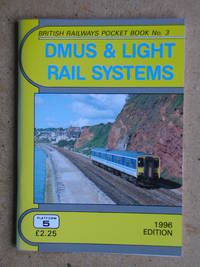 BRITISH RAILWAYS POCKET BOOK No. 3
DMUS & LIGHT
RAIL SYSTEMS
PLATFORM
5
£2.25
1996
EDITION